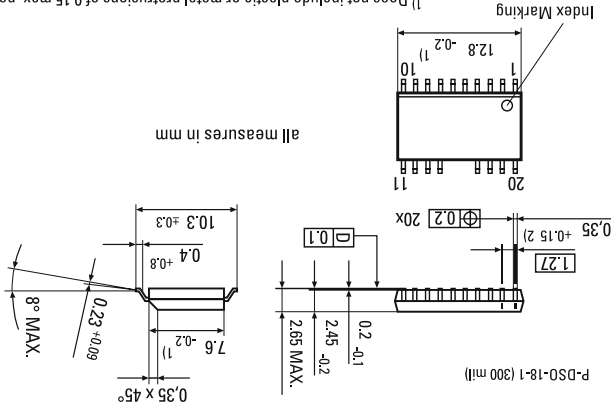 P-DSO-18-1 (300 mil)
0,35 x 45°
2.65 MAX.
2.45 -0.2
0.2 -0.1
7.6 -0.2 1)
0.23 +0.09
8° MAX.
1.27
0,35 +0.15 2)
⌖ 0.2 20x
D 0.1
0.4 +0.8
10.3 ±0.3
20 11
all measures in mm
1 10
12.8 -0.2 1)
Index Marking
1) Does not include plastic or metal protrusions of 0.15 max.